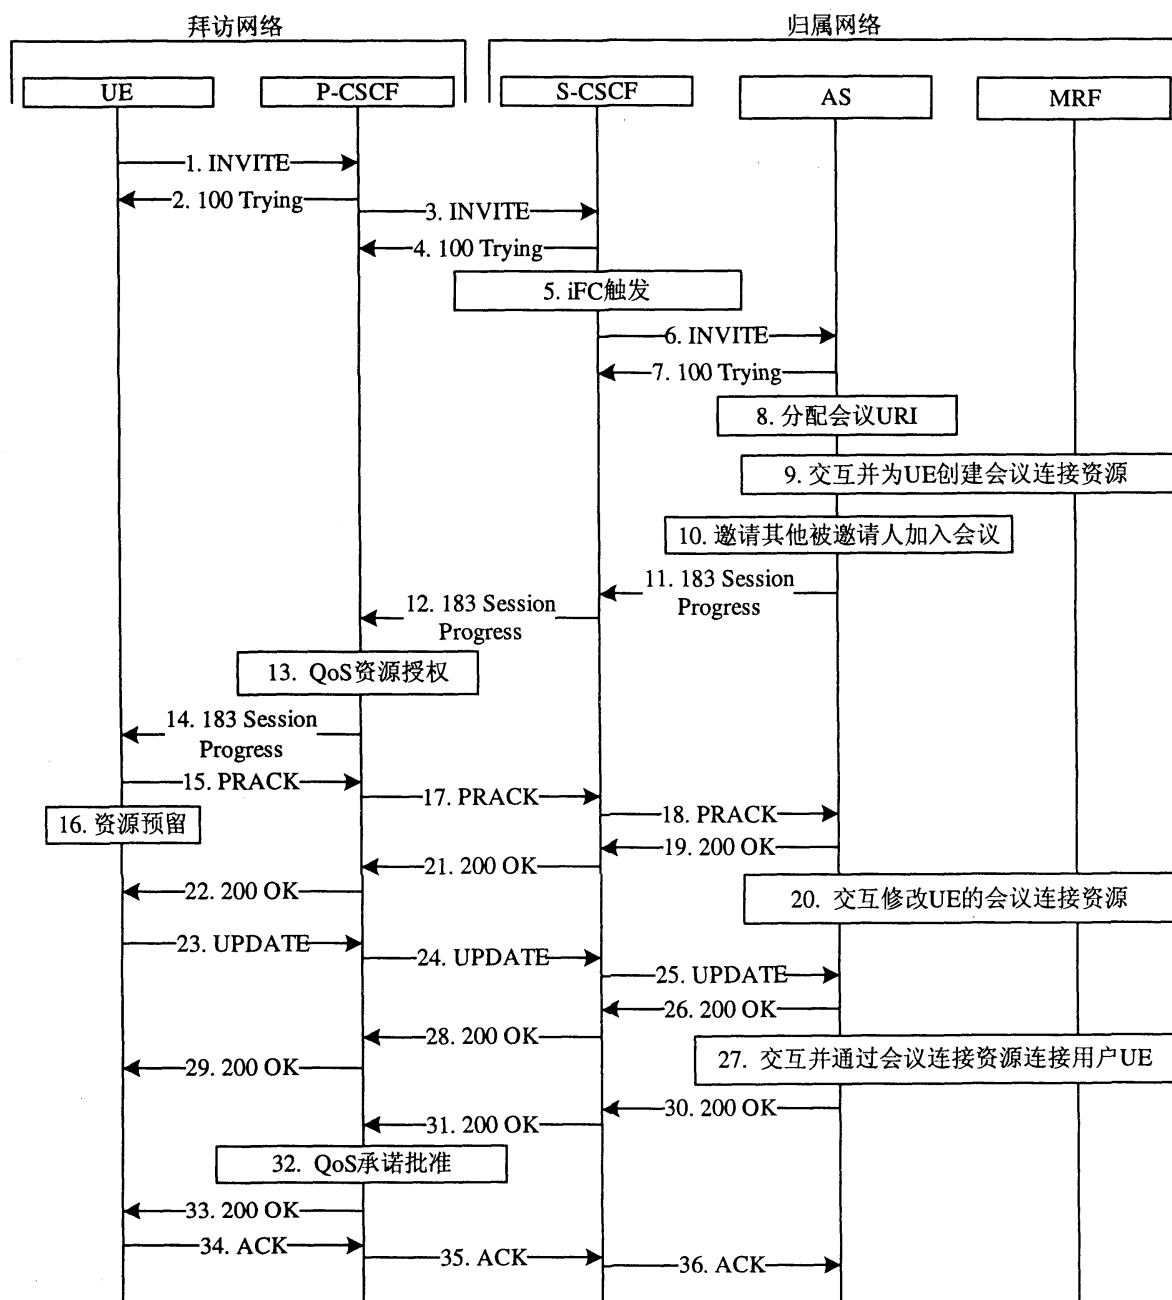 拜访网络
归属网络
UE
P-CSCF
S-CSCF
AS
MRF
1. INVITE
2. 100 Trying
3. INVITE
4. 100 Trying
5. iFC触发
6. INVITE
7. 100 Trying
8. 分配会议URI
9. 交互并为UE创建会议连接资源
10. 邀请其他被邀请人加入会议
11. 183 Session
Progress
12. 183 Session
Progress
13. QoS资源授权
14. 183 Session
Progress
15. PRACK
16. 资源预留
17. PRACK
18. PRACK
19. 200 OK
20. 交互修改UE的会议连接资源
21. 200 OK
22. 200 OK
23. UPDATE
24. UPDATE
25. UPDATE
26. 200 OK
27. 交互并通过会议连接资源连接用户UE
28. 200 OK
29. 200 OK
30. 200 OK
31. 200 OK
32. QoS承诺批准
33. 200 OK
34. ACK
35. ACK
36. ACK